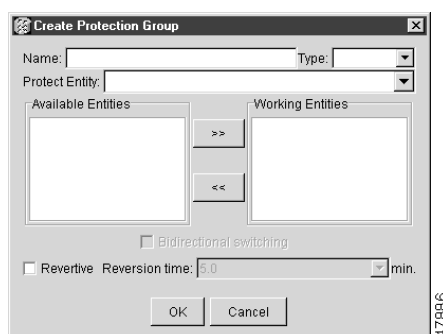 Create Protection Group
Name: Type:
Protect Entity:
Available Entities Working Entities
>>
<<
Bidirectional switching
Revertive Reversion time: 5.0 min.
OK Cancel
17886